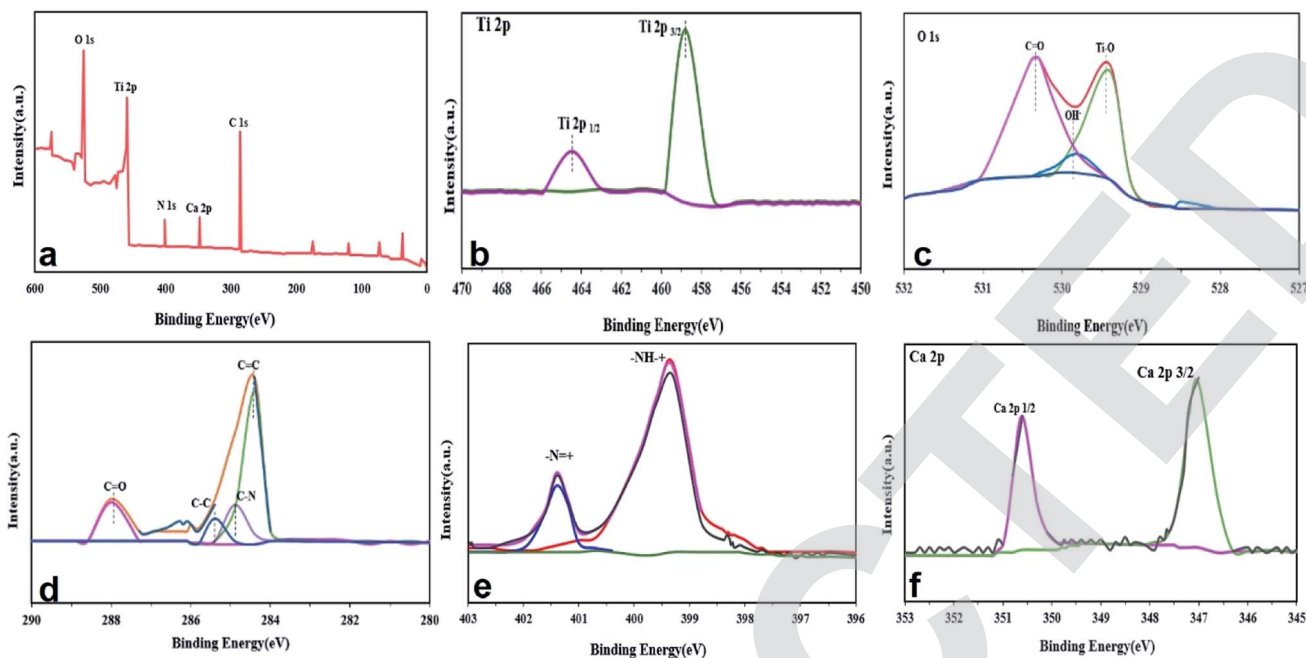 O 1s
Ti 2p
C 1s
N 1s
Ca 2p
Intensity(a.u.)
a
600 500 400 300 200 100 0
Binding Energy(eV)
Ti 2p
Ti 2p 3/2
Ti 2p 1/2
Intensity(a.u.)
b
470 468 466 464 462 460 458 456 454 452 450
Binding Energy(eV)
O 1s
C=O
Ti-O
OH-
Intensity(a.u.)
c
532 531 530 529 528 527
Binding Energy(eV)
C=C
C=O
C-C
C-N
Intensity(a.u.)
d
290 288 286 284 282 280
Binding Energy(eV)
-NH-+
-N=+
Intensity(a.u.)
e
403 401 400 399 398 397 396
Binding Energy(eV)
Ca 2p
Ca 2p 3/2
Ca 2p 1/2
Intensity(a.u.)
f
353 352 351 350 349 348 347 346 345
Binding Energy(eV)
CTED